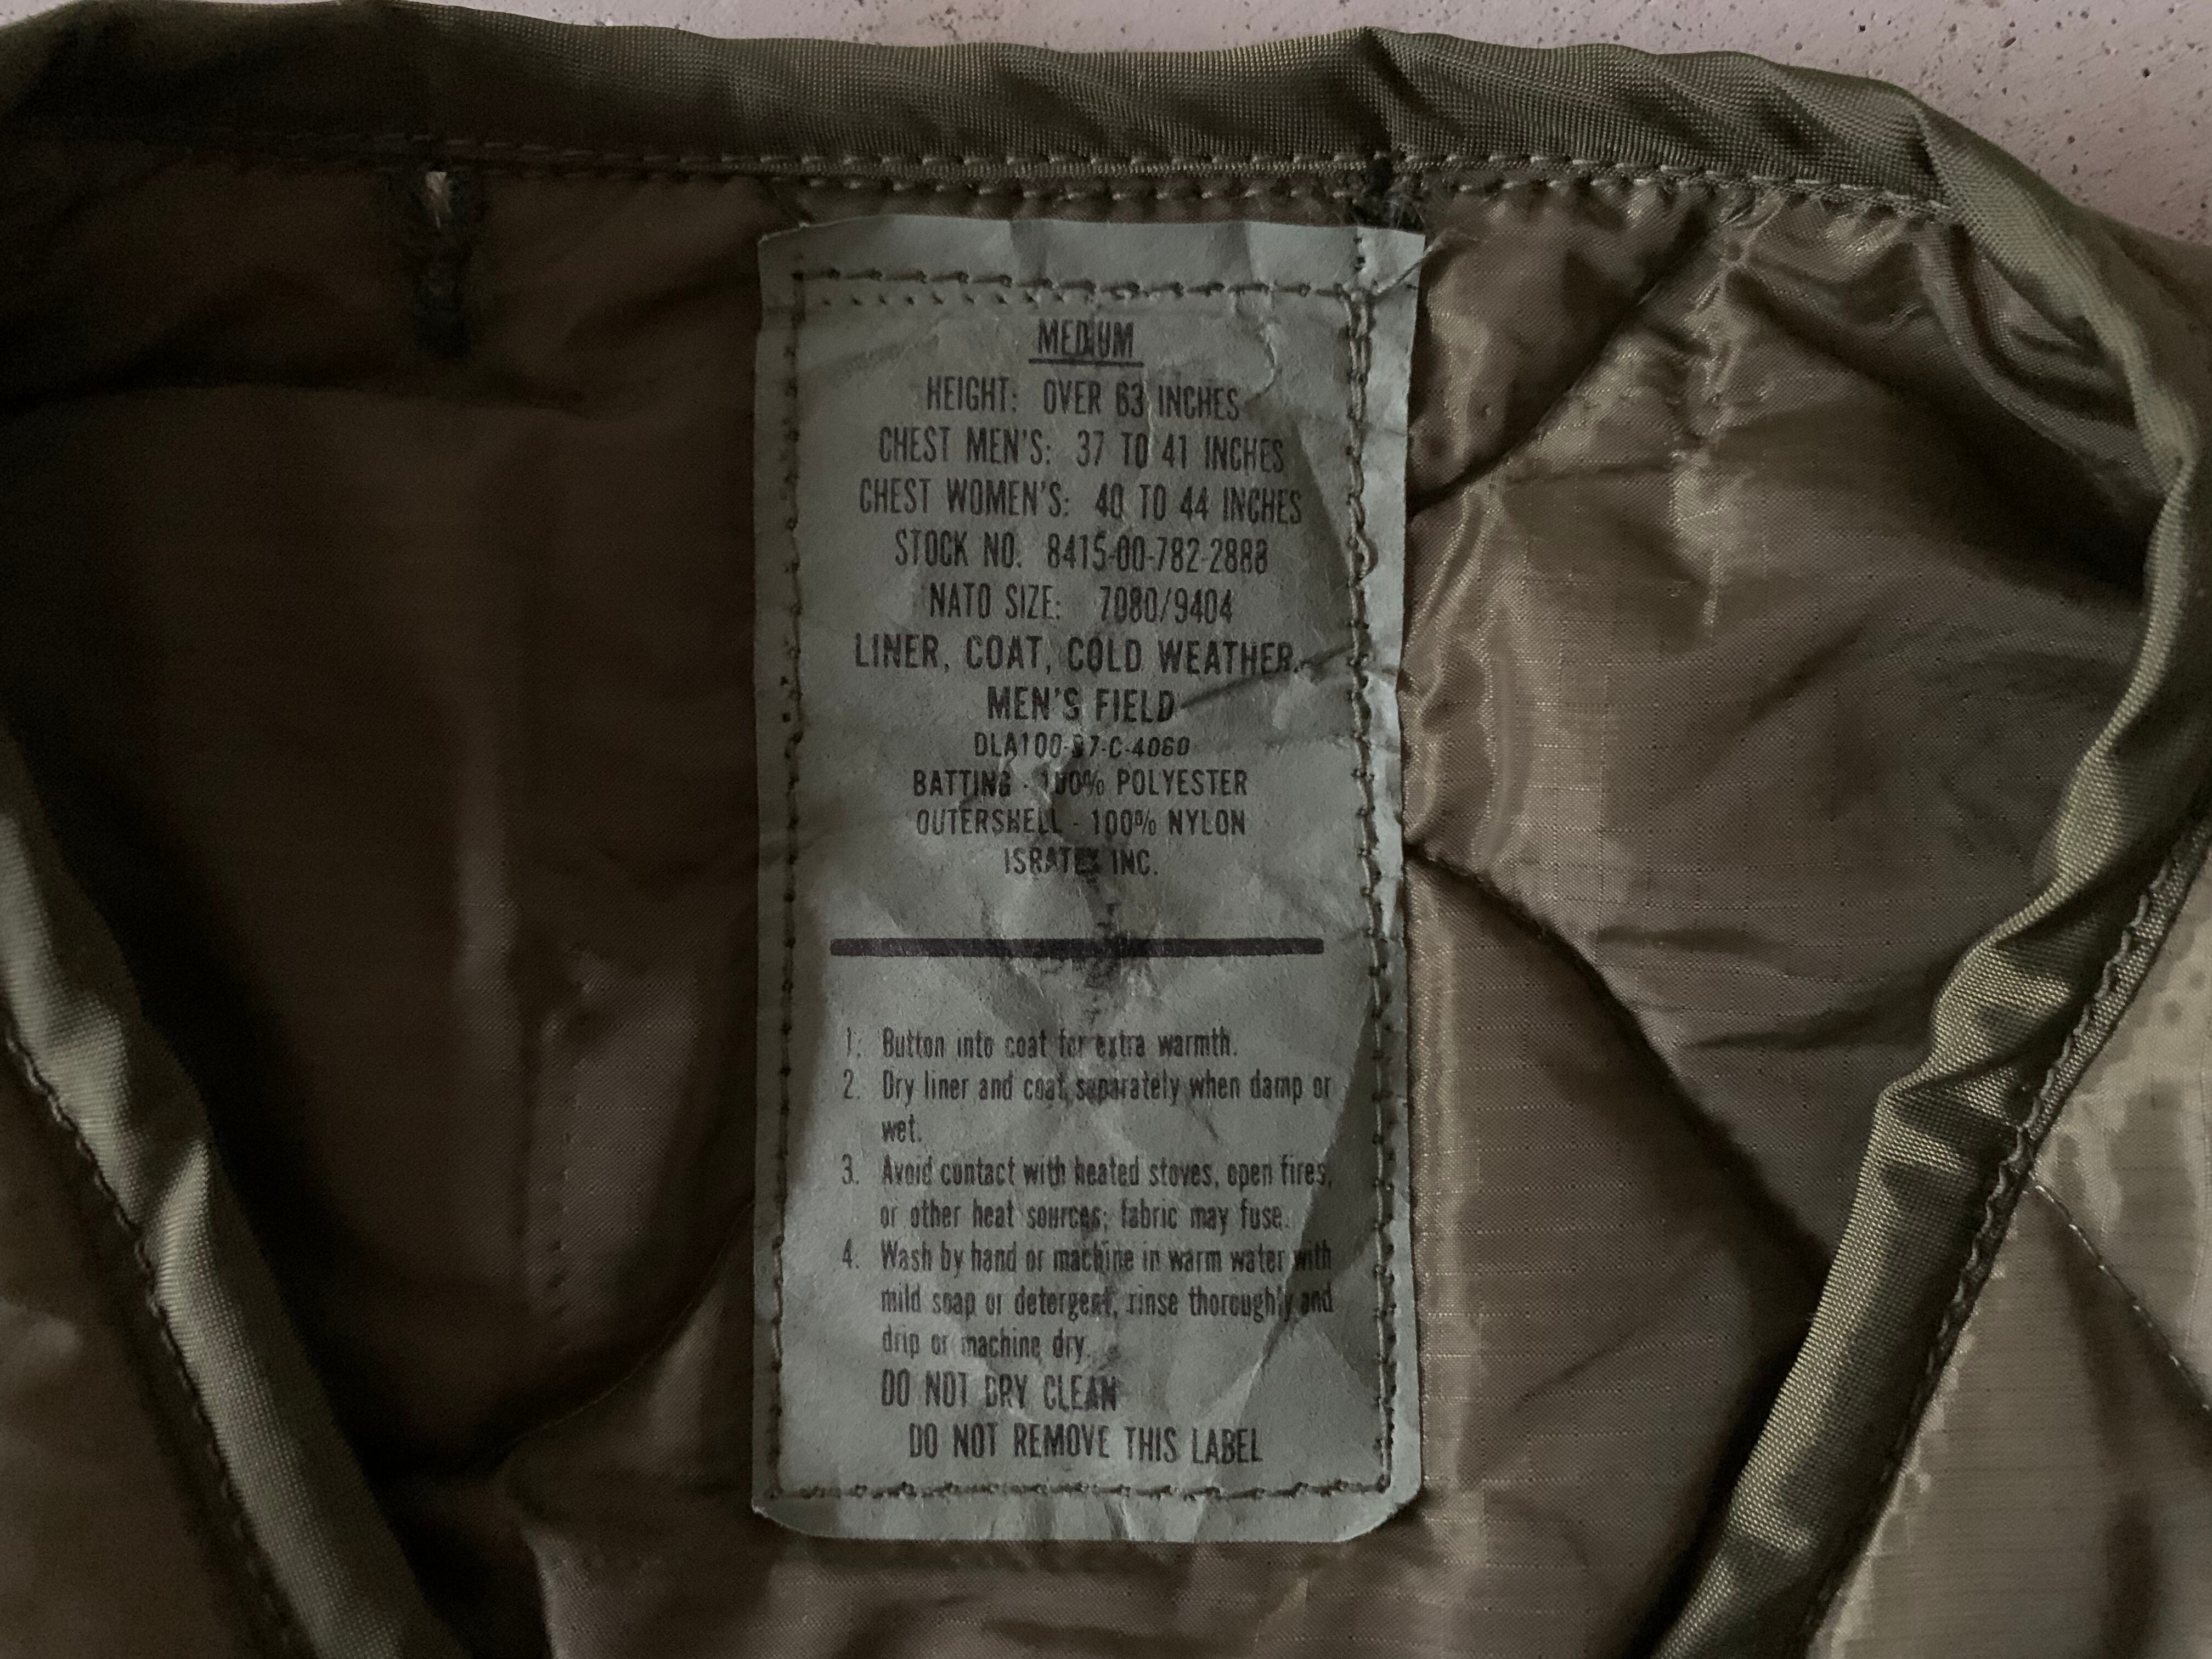 MEDIUM
HEIGHT: OVER 63 INCHES
CHEST MEN'S: 37 TO 41 INCHES
CHEST WOMEN'S: 40 TO 44 INCHES
STOCK NO. 8415-00-782-2888
NATO SIZE: 7080/9404
LINER, COAT, COLD WEATHER,
MEN'S FIELD
DLA100-87-C-4060
BATTING - 100% POLYESTER
OUTERSHELL - 100% NYLON
ISRATEX INC.
1. Button into coat for extra warmth.
2. Dry liner and coat separately when damp or
wet.
3. Avoid contact with heated stoves, open fires,
or other heat sources; fabric may fuse.
4. Wash by hand or machine in warm water with
mild soap or detergent, rinse thoroughly and
drip or machine dry.
DO NOT DRY CLEAN
DO NOT REMOVE THIS LABEL